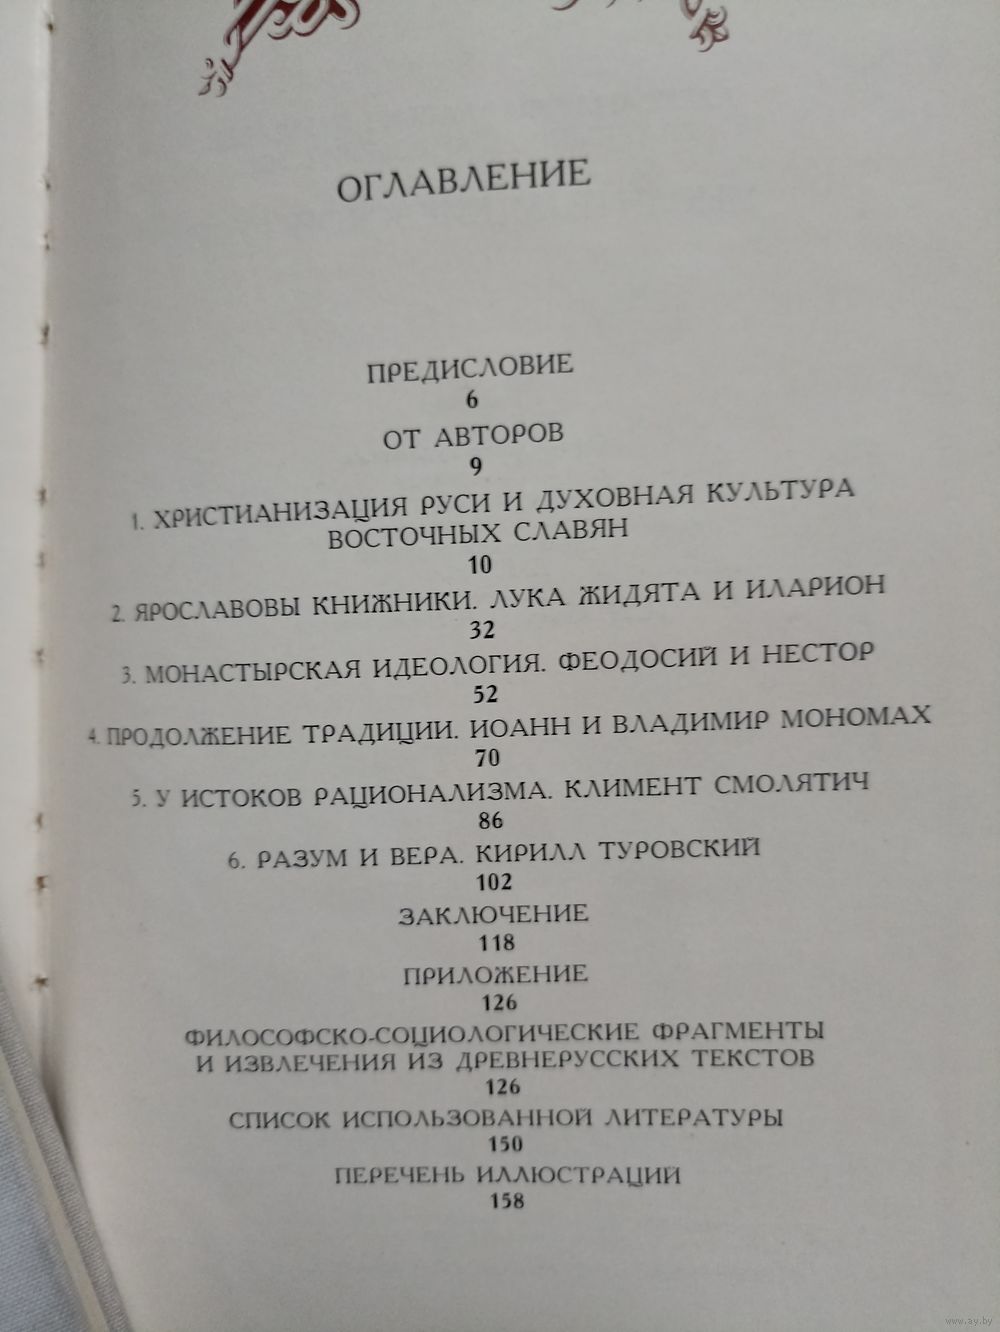 ОГЛАВЛЕНИЕ
ПРЕДИСЛОВИЕ
6
ОТ АВТОРОВ
9
1. ХРИСТИАНИЗАЦИЯ РУСИ И ДУХОВНАЯ КУЛЬТУРА
ВОСТОЧНЫХ СЛАВЯН
10
2. ЯРОСЛАВОВЫ КНИЖНИКИ. ЛУКА ЖИДЯТА И ИЛАРИОН
32
3. МОНАСТЫРСКАЯ ИДЕОЛОГИЯ. ФЕОДОСИЙ И НЕСТОР
52
4. ПРОДОЛЖЕНИЕ ТРАДИЦИИ. ИОАНН И ВЛАДИМИР МОНОМАХ
70
5. У ИСТОКОВ РАЦИОНАЛИЗМА. КЛИМЕНТ СМОЛЯТИЧ
86
6. РАЗУМ И ВЕРА. КИРИЛЛ ТУРОВСКИЙ
102
ЗАКЛЮЧЕНИЕ
118
ПРИЛОЖЕНИЕ
126
ФИЛОСОФСКО-СОЦИОЛОГИЧЕСКИЕ ФРАГМЕНТЫ
И ИЗВЛЕЧЕНИЯ ИЗ ДРЕВНЕРУССКИХ ТЕКСТОВ
126
СПИСОК ИСПОЛЬЗОВАННОЙ ЛИТЕРАТУРЫ
150
ПЕРЕЧЕНЬ ИЛЛЮСТРАЦИЙ
158
www.ay.by